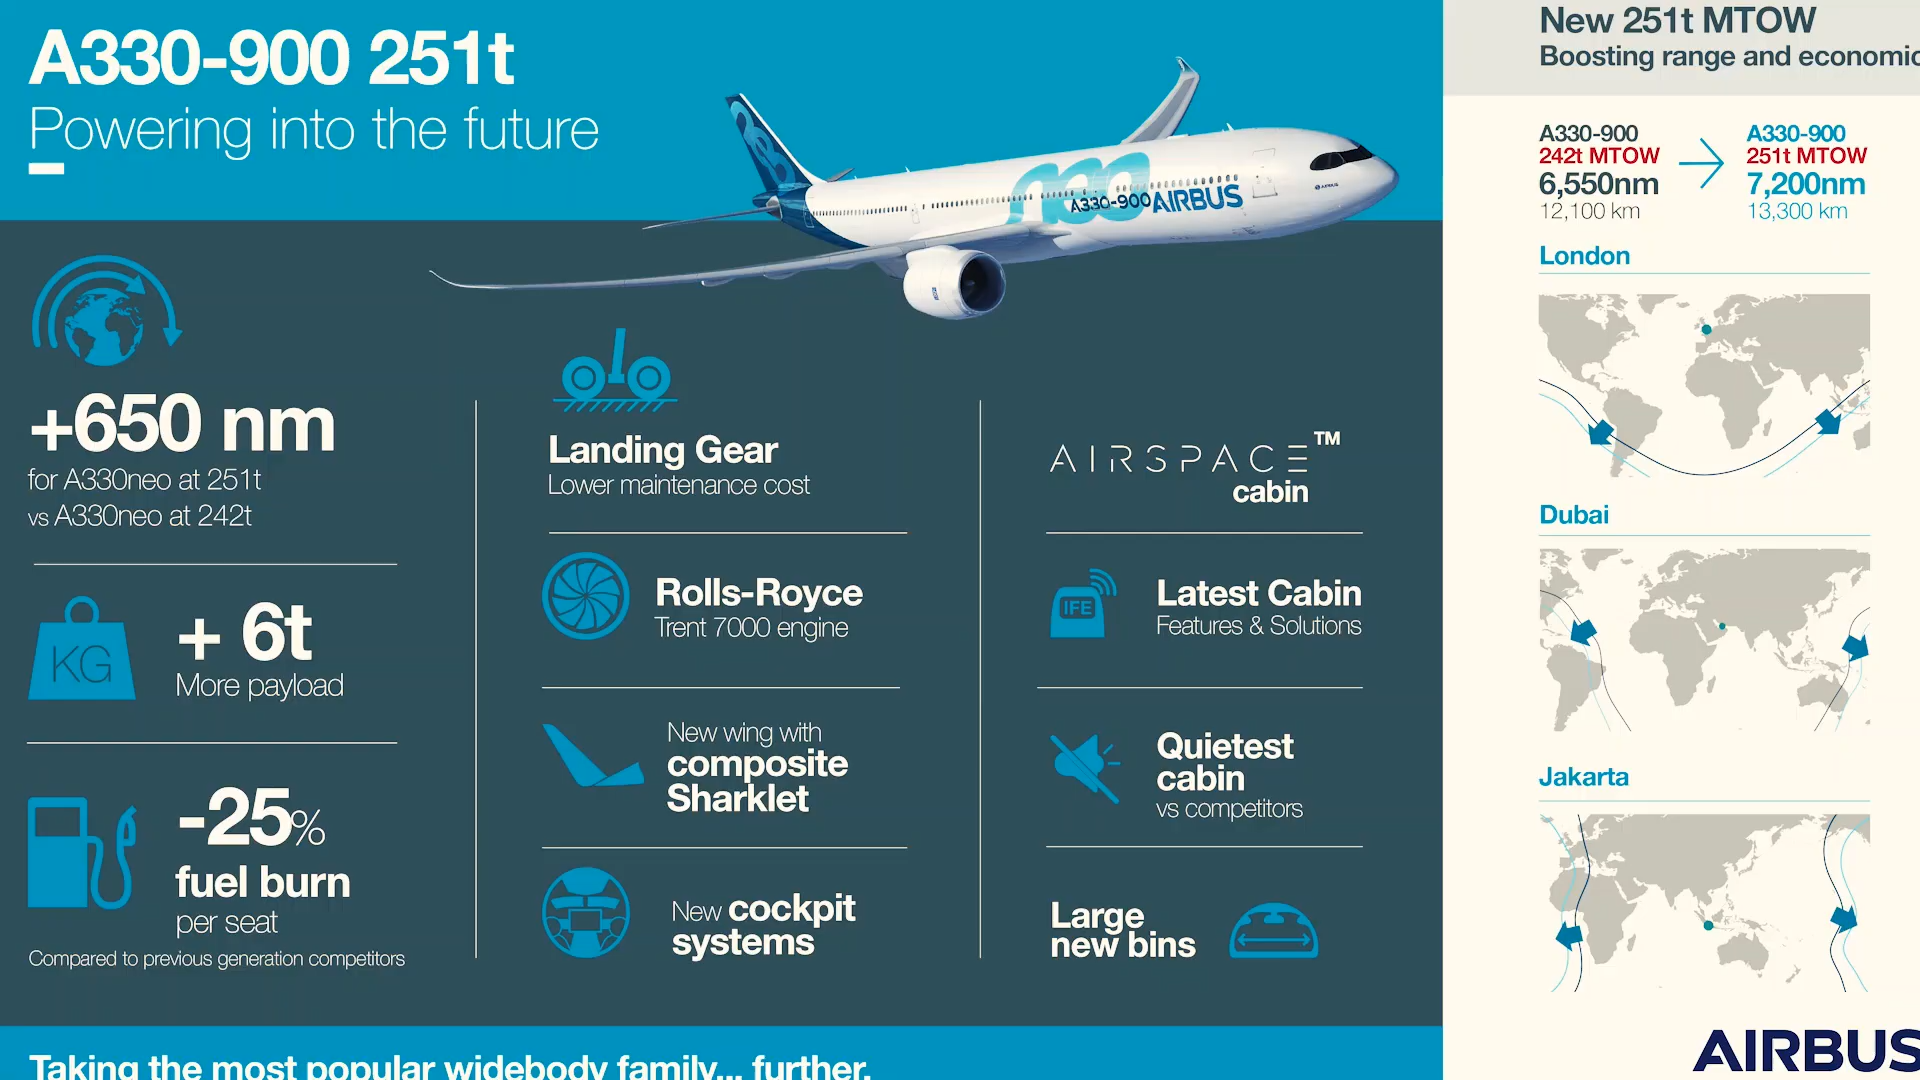 A330-900 251t
Powering into the future
neo
A330-900 AIRBUS
AIRBUS
+650 nm
for A330neo at 251t
vs A330neo at 242t
KG
+ 6t
More payload
-25%
fuel burn
per seat
Compared to previous generation competitors
Landing Gear
Lower maintenance cost
Rolls-Royce
Trent 7000 engine
New wing with
composite
Sharklet
New cockpit
systems
AIRSPACE™
cabin
IFE
Latest Cabin
Features & Solutions
Quietest
cabin
vs competitors
Large
new bins
Taking the most popular widebody family... further.
New 251t MTOW
Boosting range and economic
A330-900
242t MTOW
6,550nm
12,100 km
A330-900
251t MTOW
7,200nm
13,300 km
London
Dubai
Jakarta
AIRBUS